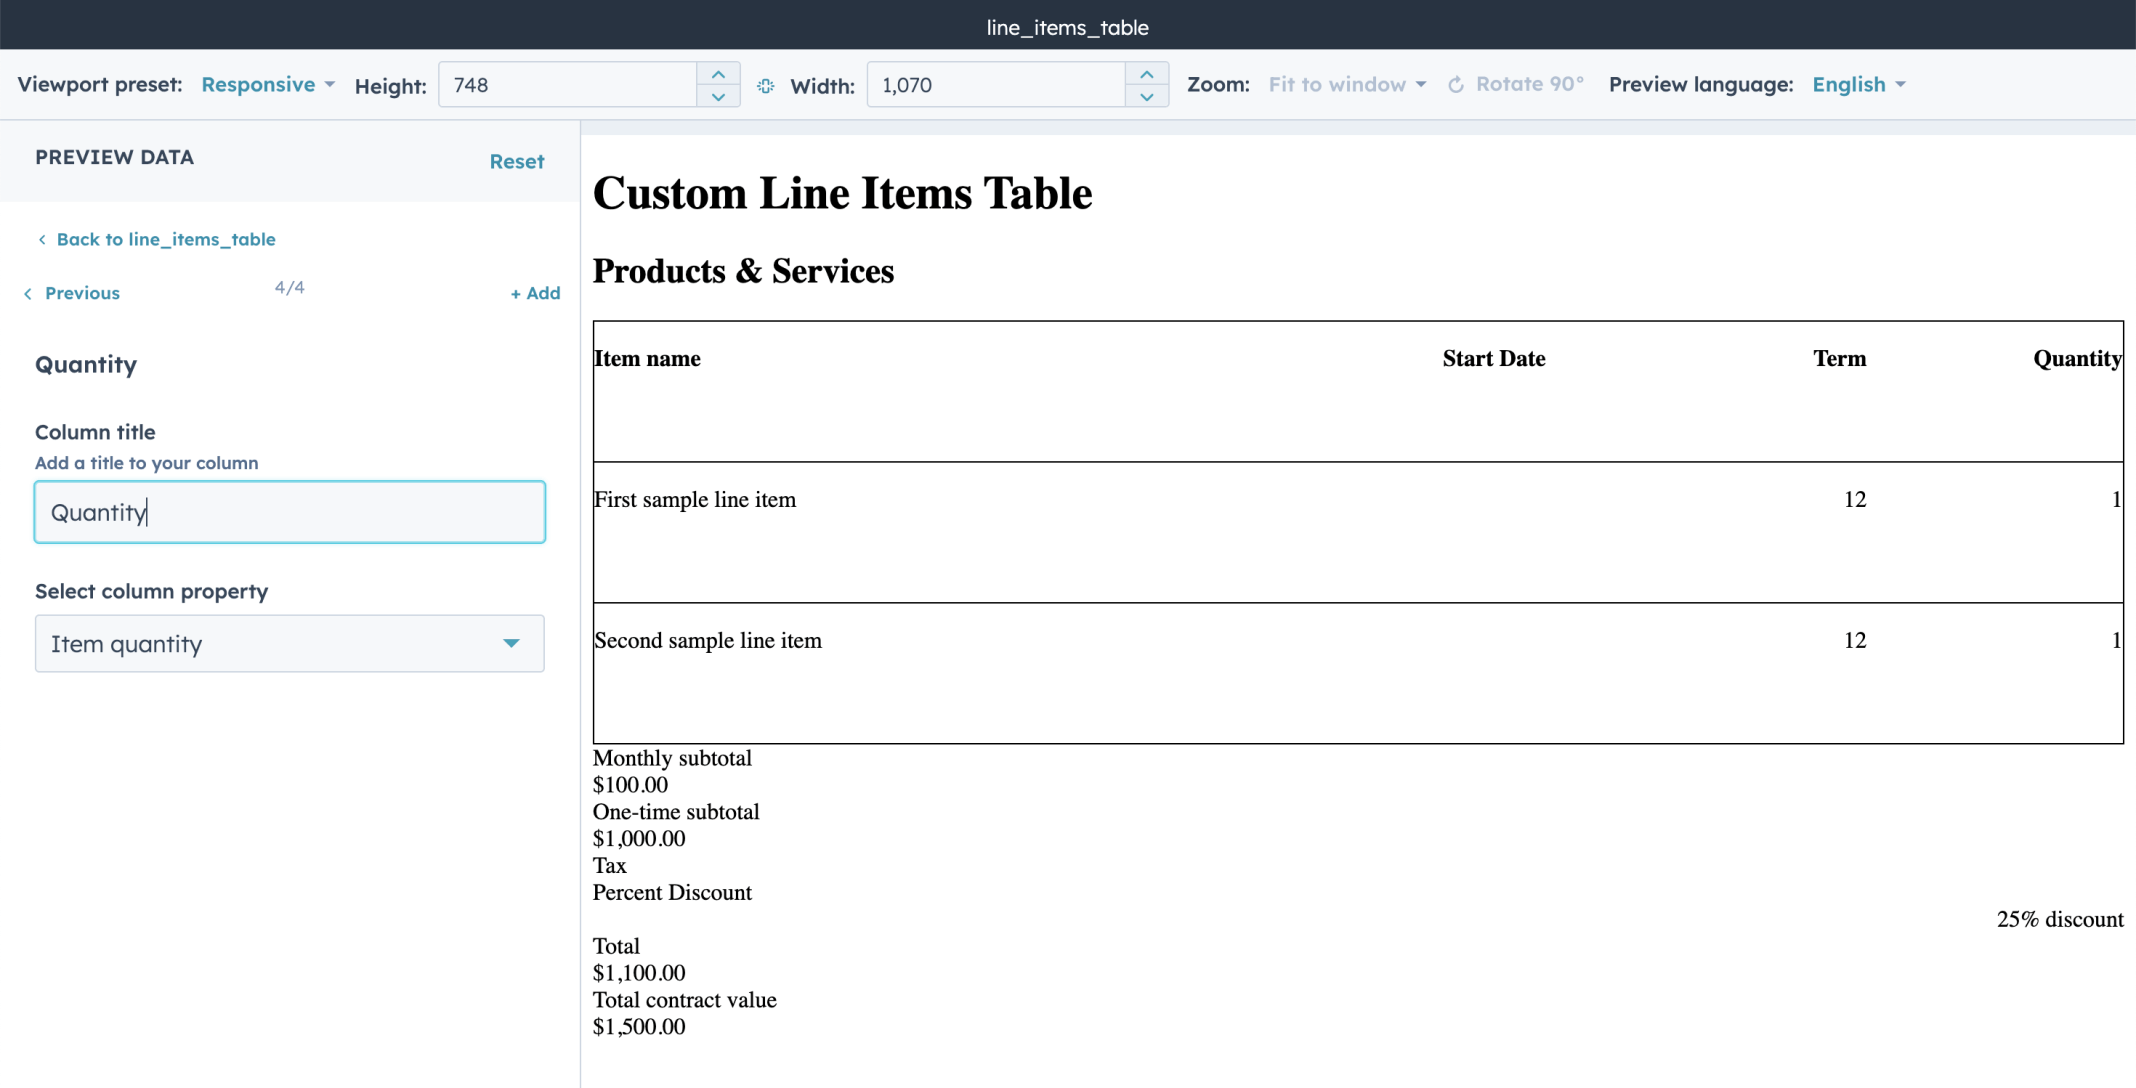 line_items_table
Viewport preset: Responsive Height: 748 Width: 1,070 Zoom: Fit to window Rotate 90° Preview language: English
PREVIEW DATA Reset
Back to line_items_table
Previous 4/4 + Add
Quantity
Column title
Add a title to your column
Quantity
Select column property
Item quantity
Custom Line Items Table
Products & Services
Item name Start Date Term Quantity
First sample line item 12 1
Second sample line item 12 1
Monthly subtotal
$100.00
One-time subtotal
$1,000.00
Tax
Percent Discount
25% discount
Total
$1,100.00
Total contract value
$1,500.00